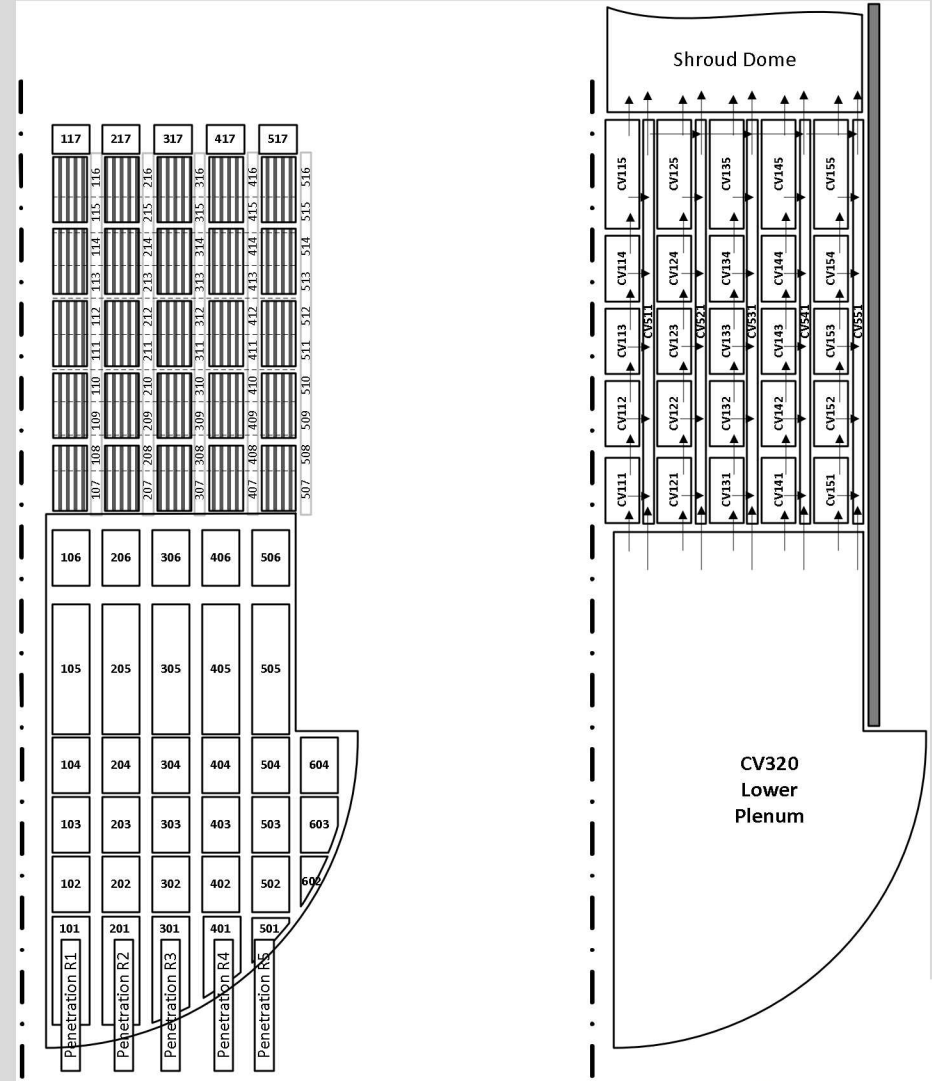 117 217 317 417 517
116 216 316 416 516
115 215 315 415 515
114 214 314 414 514
113 213 313 413 513
112 212 312 412 512
111 211 311 411 511
110 210 310 410 510
109 209 309 409 509
108 208 308 408 508
107 207 307 407 507
106 206 306 406 506
105 205 305 405 505
104 204 304 404 504 604
103 203 303 403 503 603
102 202 302 402 502 602
101 201 301 401 501
Penetration R1
Penetration R2
Penetration R3
Penetration R4
Penetration R5
Shroud Dome
CV115 CV125 CV135 CV145 CV155
CV114 CV124 CV134 CV144 CV154
CV511 CV521 CV531 CV541 CV551
CV113 CV123 CV133 CV143 CV153
CV112 CV122 CV132 CV142 CV152
CV111 CV121 CV131 CV141 Cv151
CV320
Lower
Plenum